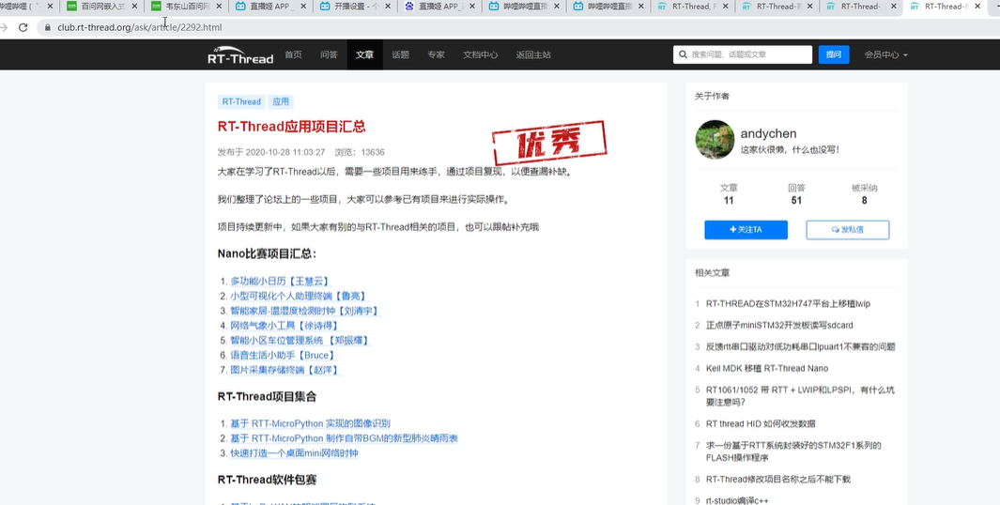 哔哩哔哩 (゜-゜)つ
百问网嵌入式
韦东山百问网
直播姬 APP_
开播设置 - 个
直播姬 APP_
哔哩哔哩直播
哔哩哔哩直播
RT-Thread, R
RT-Thread-
RT-Thread-
RT-Thread-R
club.rt-thread.org/ask/article/2292.html
RT-Thread 首页 问答 文章 话题 专家 文档中心 返回主站 搜索问题、话题或文章 提问 会员中心
RT-Thread 应用
RT-Thread应用项目汇总
优秀
发布于 2020-10-28 11:03:27 浏览：13636
大家在学习了RT-Thread以后，需要一些项目用来练手，通过项目复现，以便查漏补缺。
我们整理了论坛上的一些项目，大家可以参考已有项目来进行实际操作。
项目持续更新中，如果大家有别的与RT-Thread相关的项目，也可以跟帖补充哦
Nano比赛项目汇总：
1. 多功能小日历【王慧云】
2. 小型可视化个人助理终端【鲁亮】
3. 智能家居-温湿度检测时钟【刘清宇】
4. 网络气象小工具【徐诗得】
5. 智能小区车位管理系统 【郑振耀】
6. 语音生活小助手【Bruce】
7. 图片采集存储终端【赵洋】
RT-Thread项目集合
1. 基于 RTT-MicroPython 实现的图像识别
2. 基于 RTT-MicroPython 制作自带BGM的新型肺炎晴雨表
3. 快速打造一个桌面mini网络时钟
RT-Thread软件包赛
关于作者
andychen
这家伙很懒，什么也没写！
文章 回答 被采纳
11 51 8
关注TA 发私信
相关文章
1 RT-THREAD在STM32H747平台上移植lwip
2 正点原子miniSTM32开发板读写sdcard
3 反馈rtt串口驱动对低功耗串口lpuart1不兼容的问题
4 Keil MDK 移植 RT-Thread Nano
5 RT1061/1052 带 RTT + LWIP和LPSPI，有什么坑
要注意吗？
6 RT thread HID 如何收发数据
7 求一份基于RTT系统封装好的STM32F1系列的
FLASH操作程序
8 RT-Thread修改项目名称之后不能下载
9 rt-studio编译c++